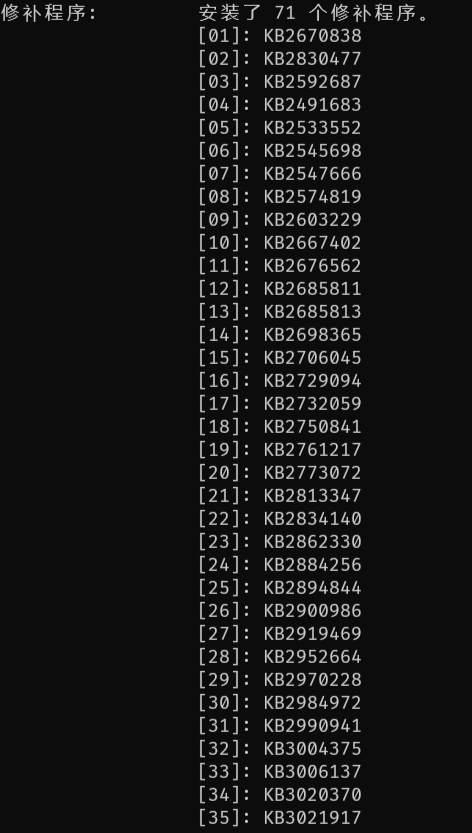 修补程序:          安装了 71 个修补程序。
[01]: KB2670838
[02]: KB2830477
[03]: KB2592687
[04]: KB2491683
[05]: KB2533552
[06]: KB2545698
[07]: KB2547666
[08]: KB2574819
[09]: KB2603229
[10]: KB2667402
[11]: KB2676562
[12]: KB2685811
[13]: KB2685813
[14]: KB2698365
[15]: KB2706045
[16]: KB2729094
[17]: KB2732059
[18]: KB2750841
[19]: KB2761217
[20]: KB2773072
[21]: KB2813347
[22]: KB2834140
[23]: KB2862330
[24]: KB2884256
[25]: KB2894844
[26]: KB2900986
[27]: KB2919469
[28]: KB2952664
[29]: KB2970228
[30]: KB2984972
[31]: KB2990941
[32]: KB3004375
[33]: KB3006137
[34]: KB3020370
[35]: KB3021917